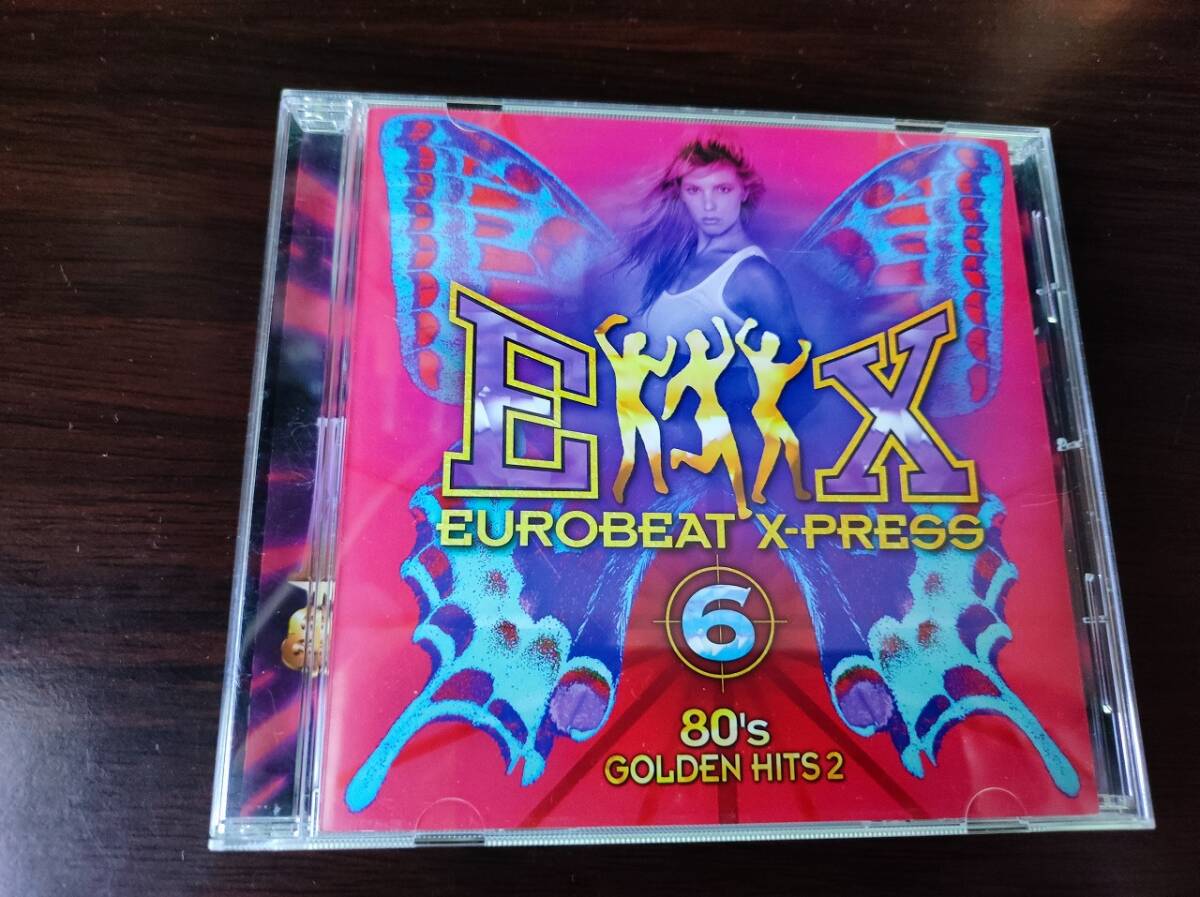 EX
EUROBEAT X-PRESS
6
80's
GOLDEN HITS 2